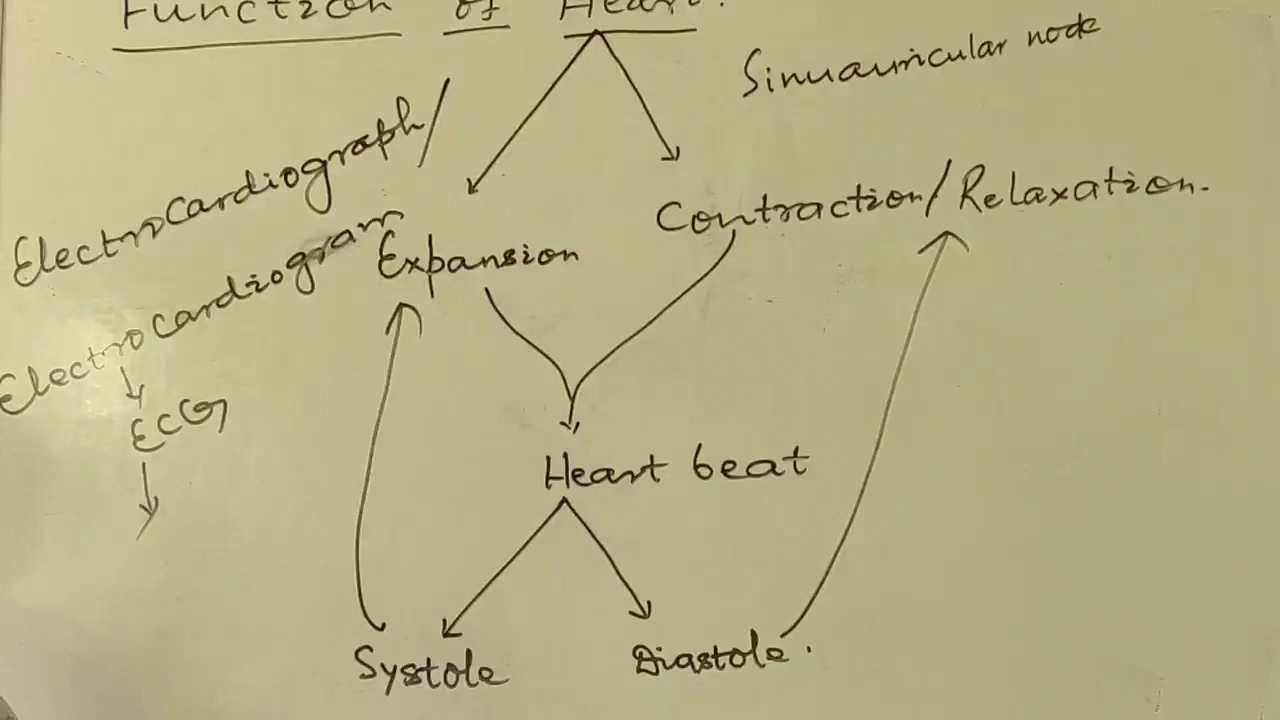 Function of Heart.
Sinuauricular node
Electrocardiograph/
Contraction/Relaxation.
Electrocardiogram
Expansion
ECG
Heart beat
Systole
Diastole.